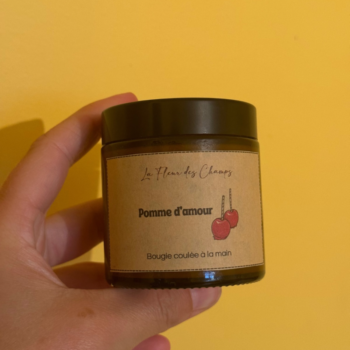 La Fleur des Champs
Pomme d'amour
Bougie coulée à la main